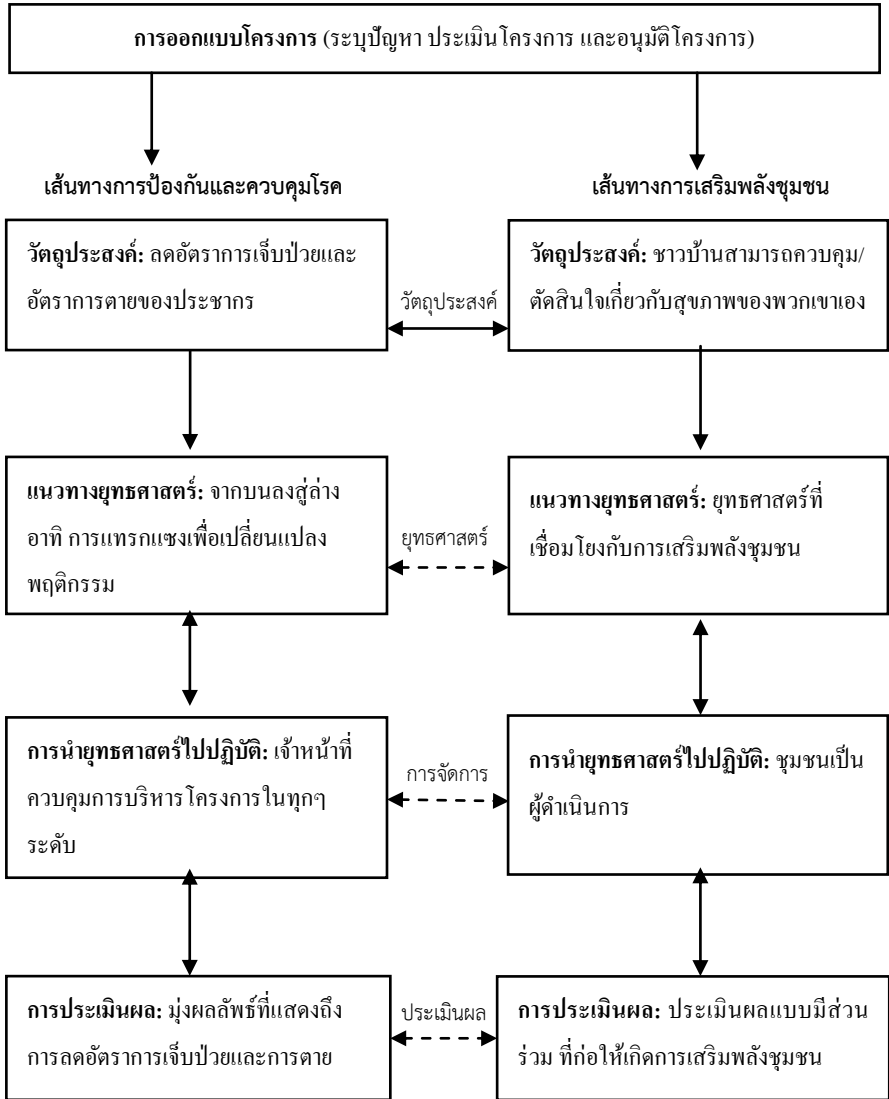 การออกแบบโครงการ (ระบุปัญหา ประเมินโครงการ และอนุมัติโครงการ)
เส้นทางการป้องกันและควบคุมโรค
เส้นทางการเสริมพลังชุมชน
วัตถุประสงค์: ลดอัตราการเจ็บป่วยและ
อัตราการตายของประชากร
วัตถุประสงค์
วัตถุประสงค์: ชาวบ้านสามารถควบคุม/
ตัดสินใจเกี่ยวกับสุขภาพของพวกเขาเอง
แนวทางยุทธศาสตร์: จากบนลงสู่ล่าง
อาทิ การแทรกแซงเพื่อเปลี่ยนแปลง
พฤติกรรม
ยุทธศาสตร์
แนวทางยุทธศาสตร์: ยุทธศาสตร์ที่
เชื่อมโยงกับการเสริมพลังชุมชน
การนำยุทธศาสตร์ไปปฏิบัติ: เจ้าหน้าที่
ควบคุมการบริหารโครงการในทุกๆ
ระดับ
การจัดการ
การนำยุทธศาสตร์ไปปฏิบัติ: ชุมชนเป็น
ผู้ดำเนินการ
การประเมินผล: มุ่งผลลัพธ์ที่แสดงถึง
การลดอัตราการเจ็บป่วยและการตาย
ประเมินผล
การประเมินผล: ประเมินผลแบบมีส่วน
ร่วม ที่ก่อให้เกิดการเสริมพลังชุมชน